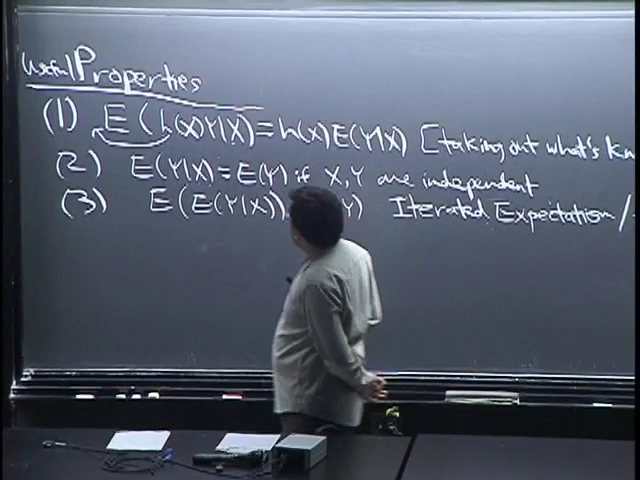 Useful Properties
(1) E(h(X)Y|X) = h(X)E(Y|X) [taking out what's kn
(2) E(Y|X) = E(Y) if X, Y are independent
(3) E(E(Y|X)) Y) Iterated Expectation/